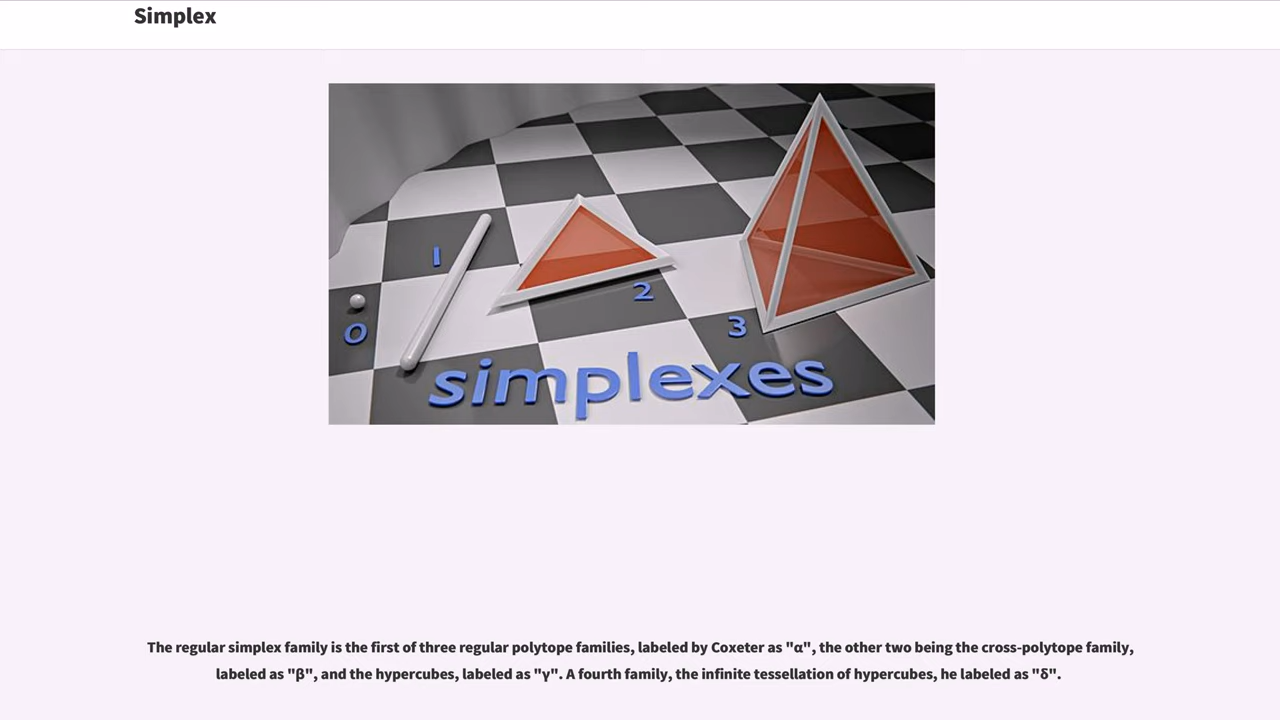 Simplex
1
2
0
3
simplexes
The regular simplex family is the first of three regular polytope families, labeled by Coxeter as "α", the other two being the cross-polytope family,
labeled as "β", and the hypercubes, labeled as "γ". A fourth family, the infinite tessellation of hypercubes, he labeled as "δ".